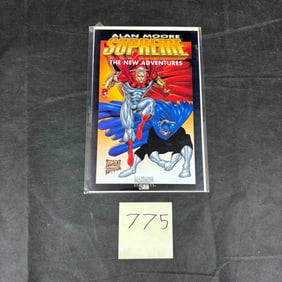 ALAN MOORE
SUPREME
THE NEW ADVENTURES
775